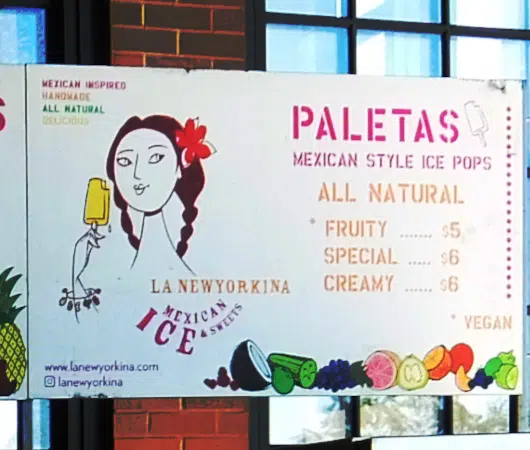 MEXICAN INSPIRED
HANDMADE
ALL NATURAL
DELICIOUS
LA NEWYORKINA
MEXICAN
ICE & SWEETS
www.lanewyorkina.com
lanewyorkina
PALETAS
MEXICAN STYLE ICE POPS
ALL NATURAL
* FRUITY ...... $5
SPECIAL ..... $6
CREAMY .... $6
* VEGAN
S